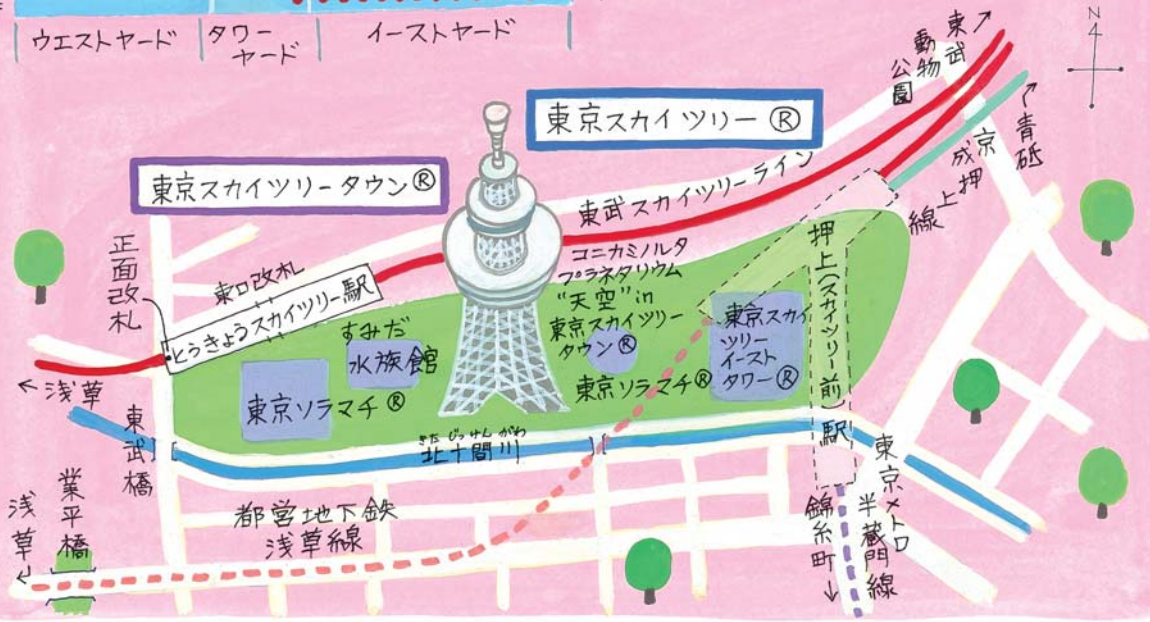 ウエストヤード
タワー
ヤード
イーストヤード
N
東京スカイツリー®
東京スカイツリータウン®
東武
動物
公園
青砥
京成
押上線
東武スカイツリーライン
正面改札
東口改札
とうきょうスカイツリー駅
コニカミノルタ
プラネタリウム
"天空"in
東京スカイツリー
タウン®
すみだ
水族館
東京ソラマチ®
東京ソラマチ®
東京スカイ
ツリー
イースト
タワー®
押上(スカイツリー前)駅
浅草
東武橋
きたじっけんがわ
北十間川
都営地下鉄
浅草線
業平橋
浅草
錦糸町
東京メトロ
半蔵門線